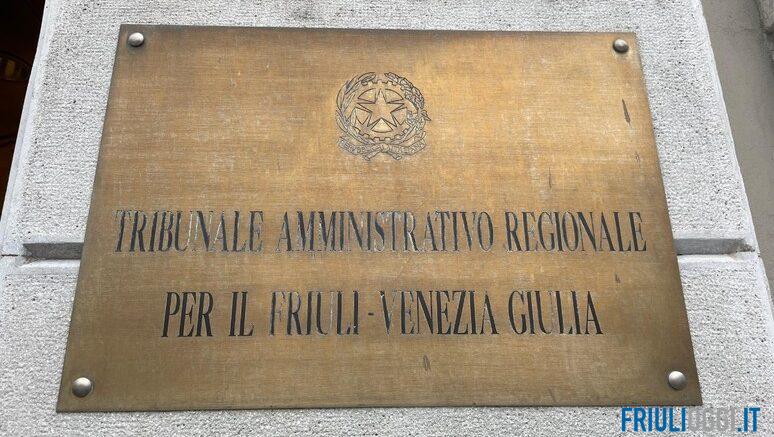 TRIBUNALE AMMINISTRATIVO REGIONALE
PER IL FRIULI-VENEZIA GIULIA
FRIULIOGGI.IT